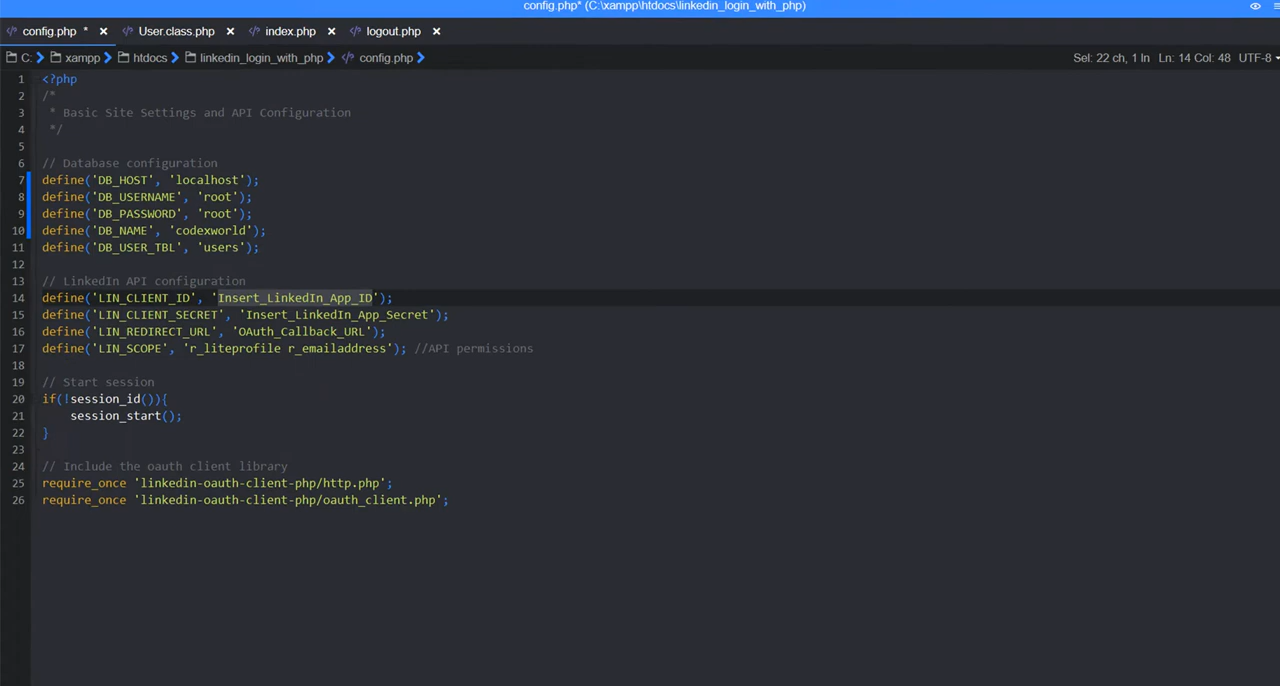 config.php* (C:\xampp\htdocs\linkedin_login_with_php)
config.php * × User.class.php × index.php × logout.php ×
C: xampp htdocs linkedin_login_with_php config.php Sel: 22 ch, 1 ln Ln: 14 Col: 48 UTF-8
1 <?php
2 /*
3 * Basic Site Settings and API Configuration
4 */
5
6 // Database configuration
7 define('DB_HOST', 'localhost');
8 define('DB_USERNAME', 'root');
9 define('DB_PASSWORD', 'root');
10 define('DB_NAME', 'codexworld');
11 define('DB_USER_TBL', 'users');
12
13 // LinkedIn API configuration
14 define('LIN_CLIENT_ID', 'Insert_LinkedIn_App_ID');
15 define('LIN_CLIENT_SECRET', 'Insert_LinkedIn_App_Secret');
16 define('LIN_REDIRECT_URL', 'OAuth_Callback_URL');
17 define('LIN_SCOPE', 'r_liteprofile r_emailaddress'); //API permissions
18
19 // Start session
20 if(!session_id()){
21 session_start();
22 }
23
24 // Include the oauth client library
25 require_once 'linkedin-oauth-client-php/http.php';
26 require_once 'linkedin-oauth-client-php/oauth_client.php';